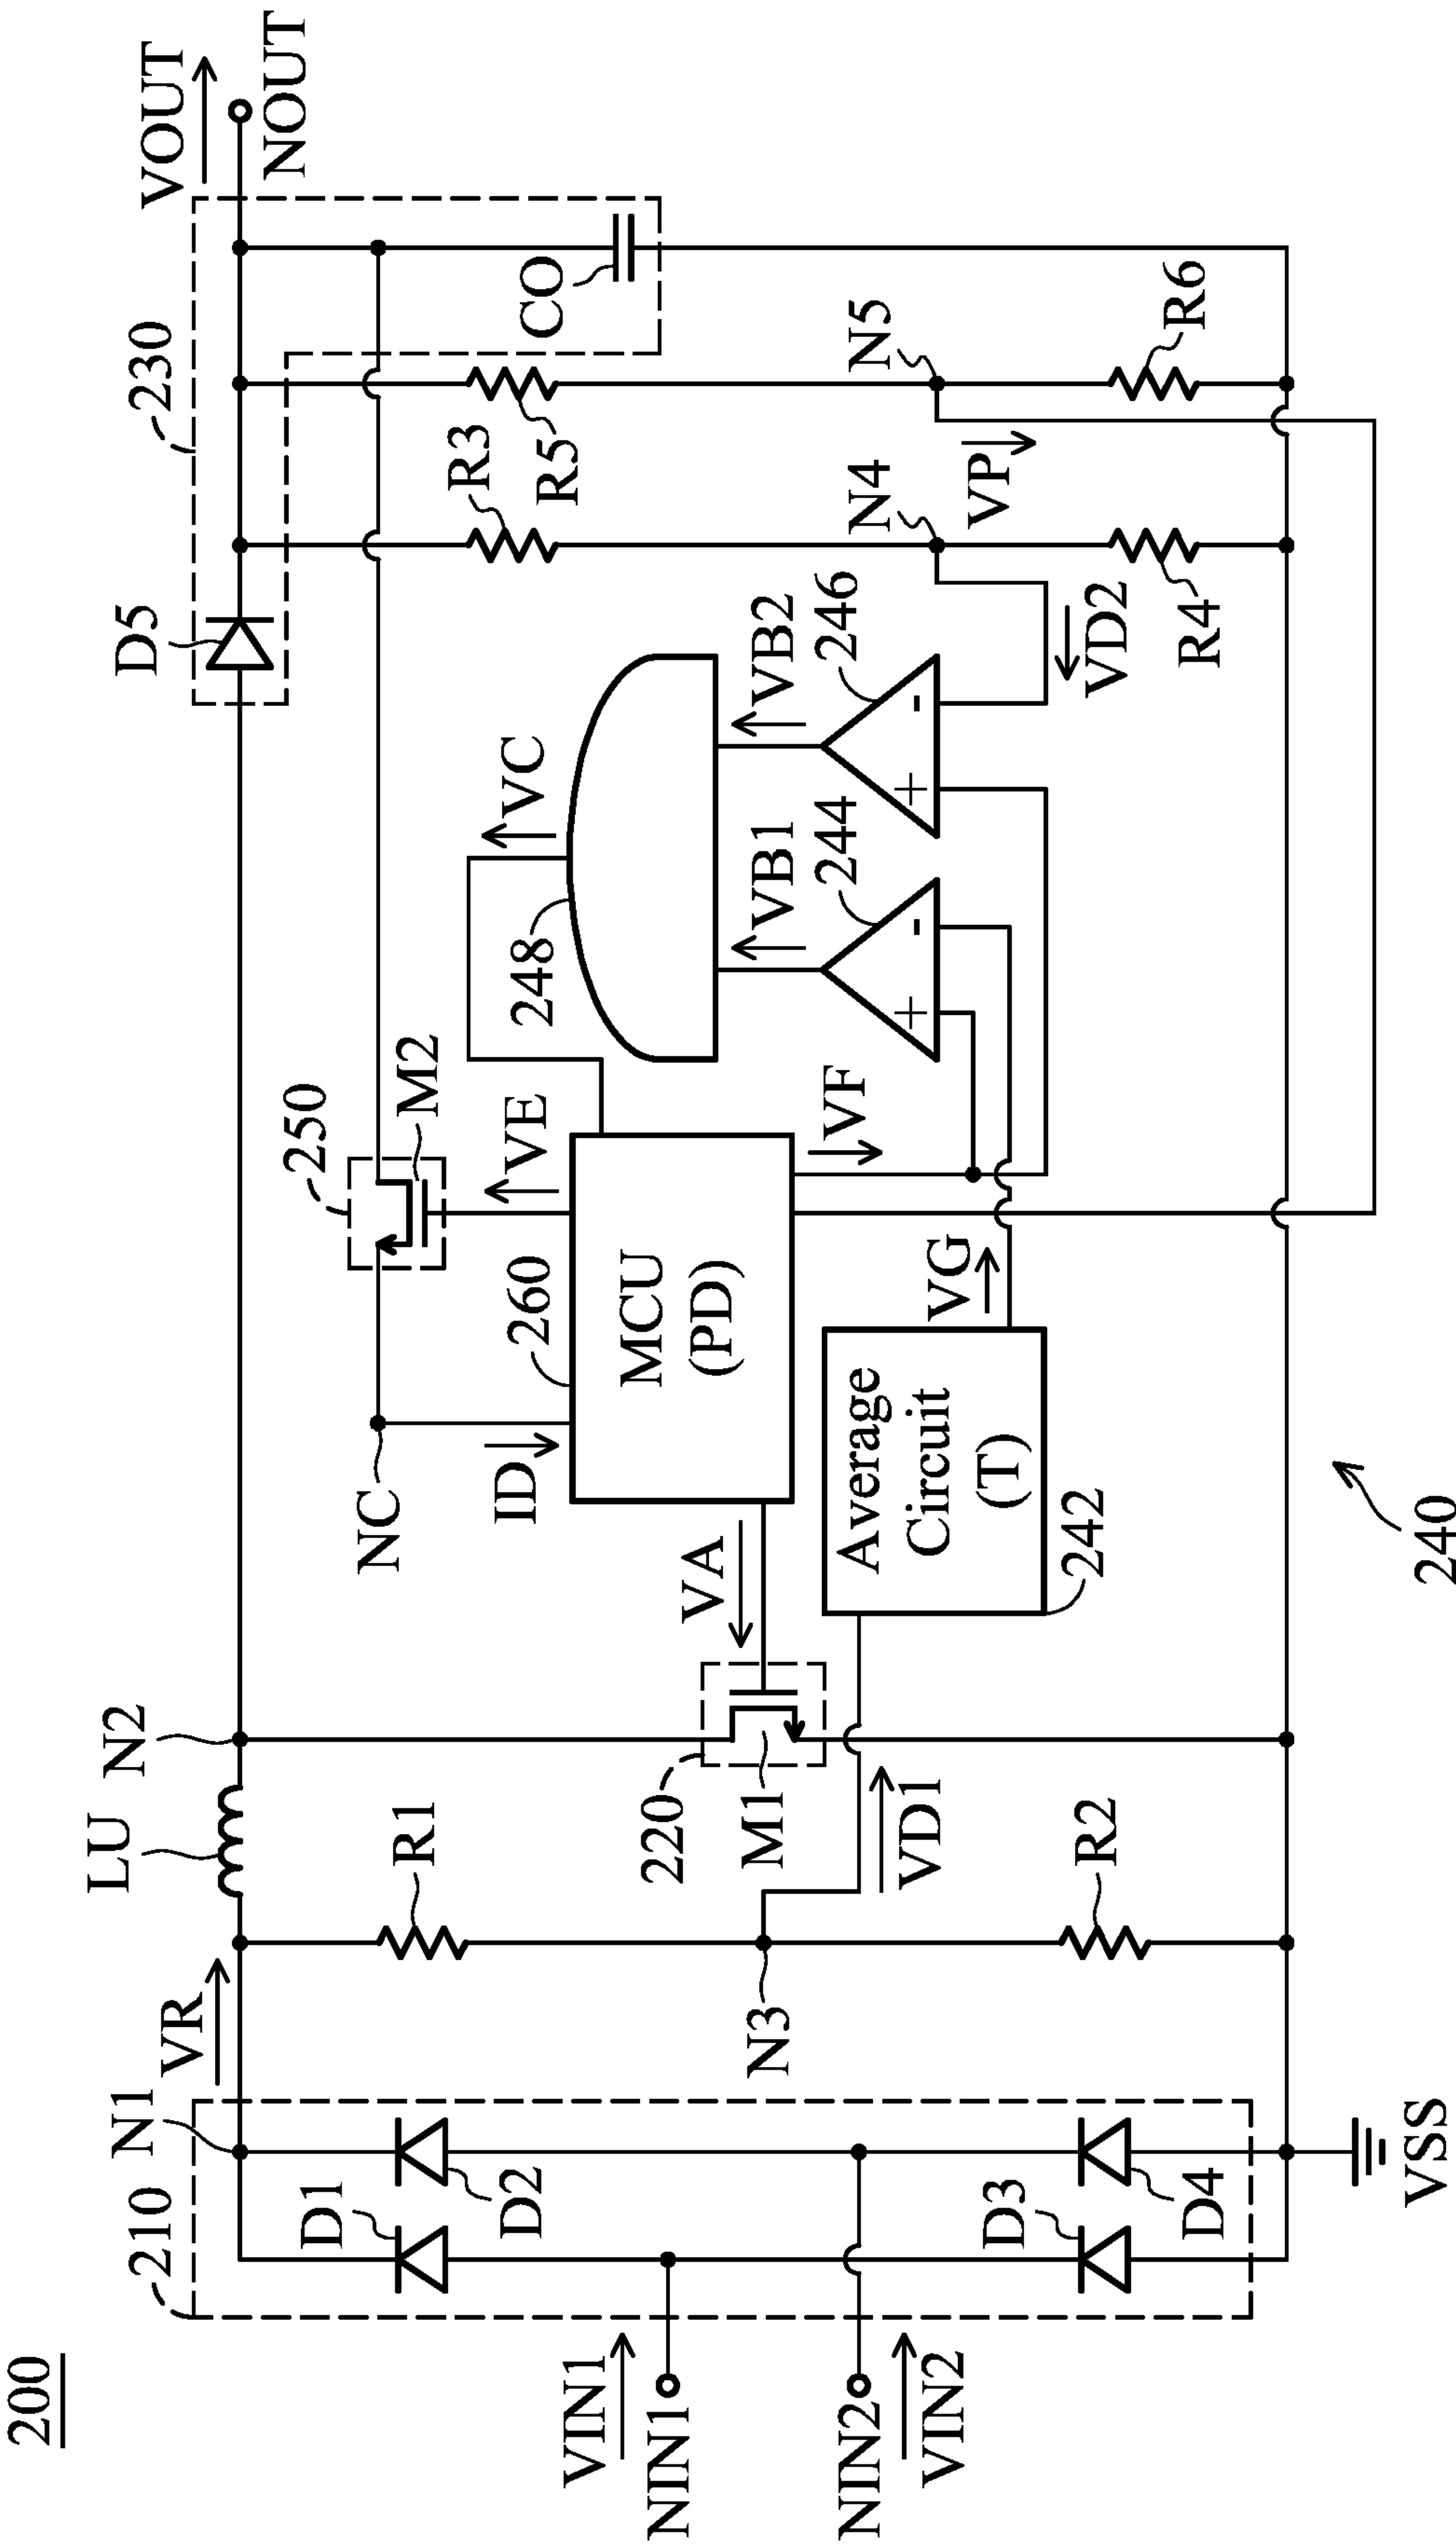 200
210
N1
VR
LU
N2
D5
230
VOUT
NOUT
D1
D2
R1
NC
250
M2
ID
260
VE
248
VC
R3
R5
CO
VIN1
NIN1
N3
220
M1
VA
MCU
(PD)
VB1
VB2
244
246
N4
N5
NIN2
VIN2
VD1
Average
Circuit
(T)
242
VG
VF
VP
D3
D4
R2
VD2
R4
R6
VSS
240